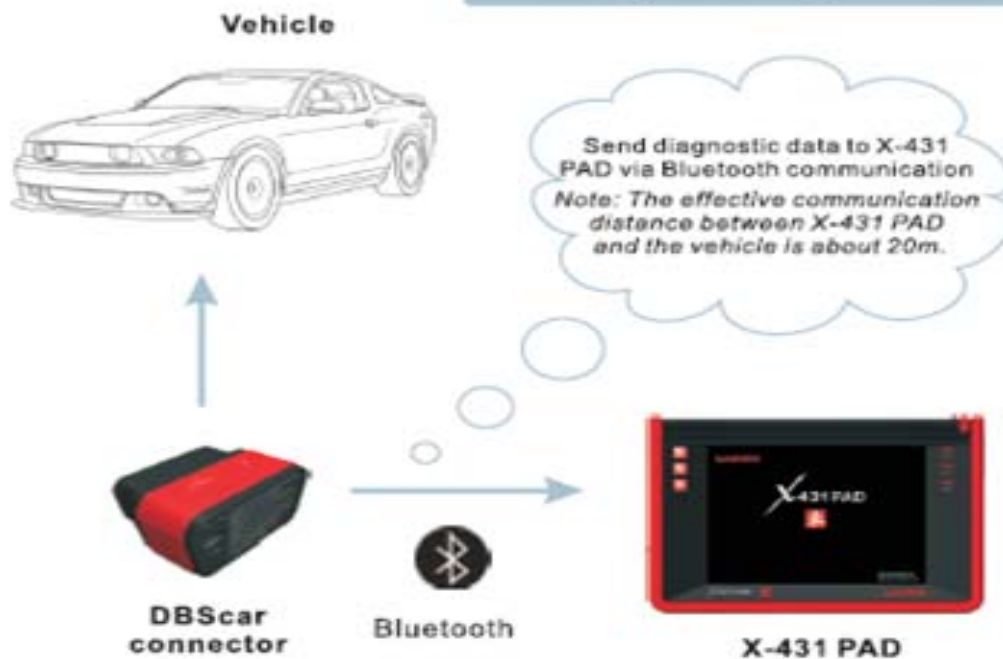 Vehicle
Send diagnostic data to X-431
PAD via Bluetooth communication
Note: The effective communication
distance between X-431 PAD
and the vehicle is about 20m.
X-431 PAD
DBScar
connector
Bluetooth
X-431 PAD